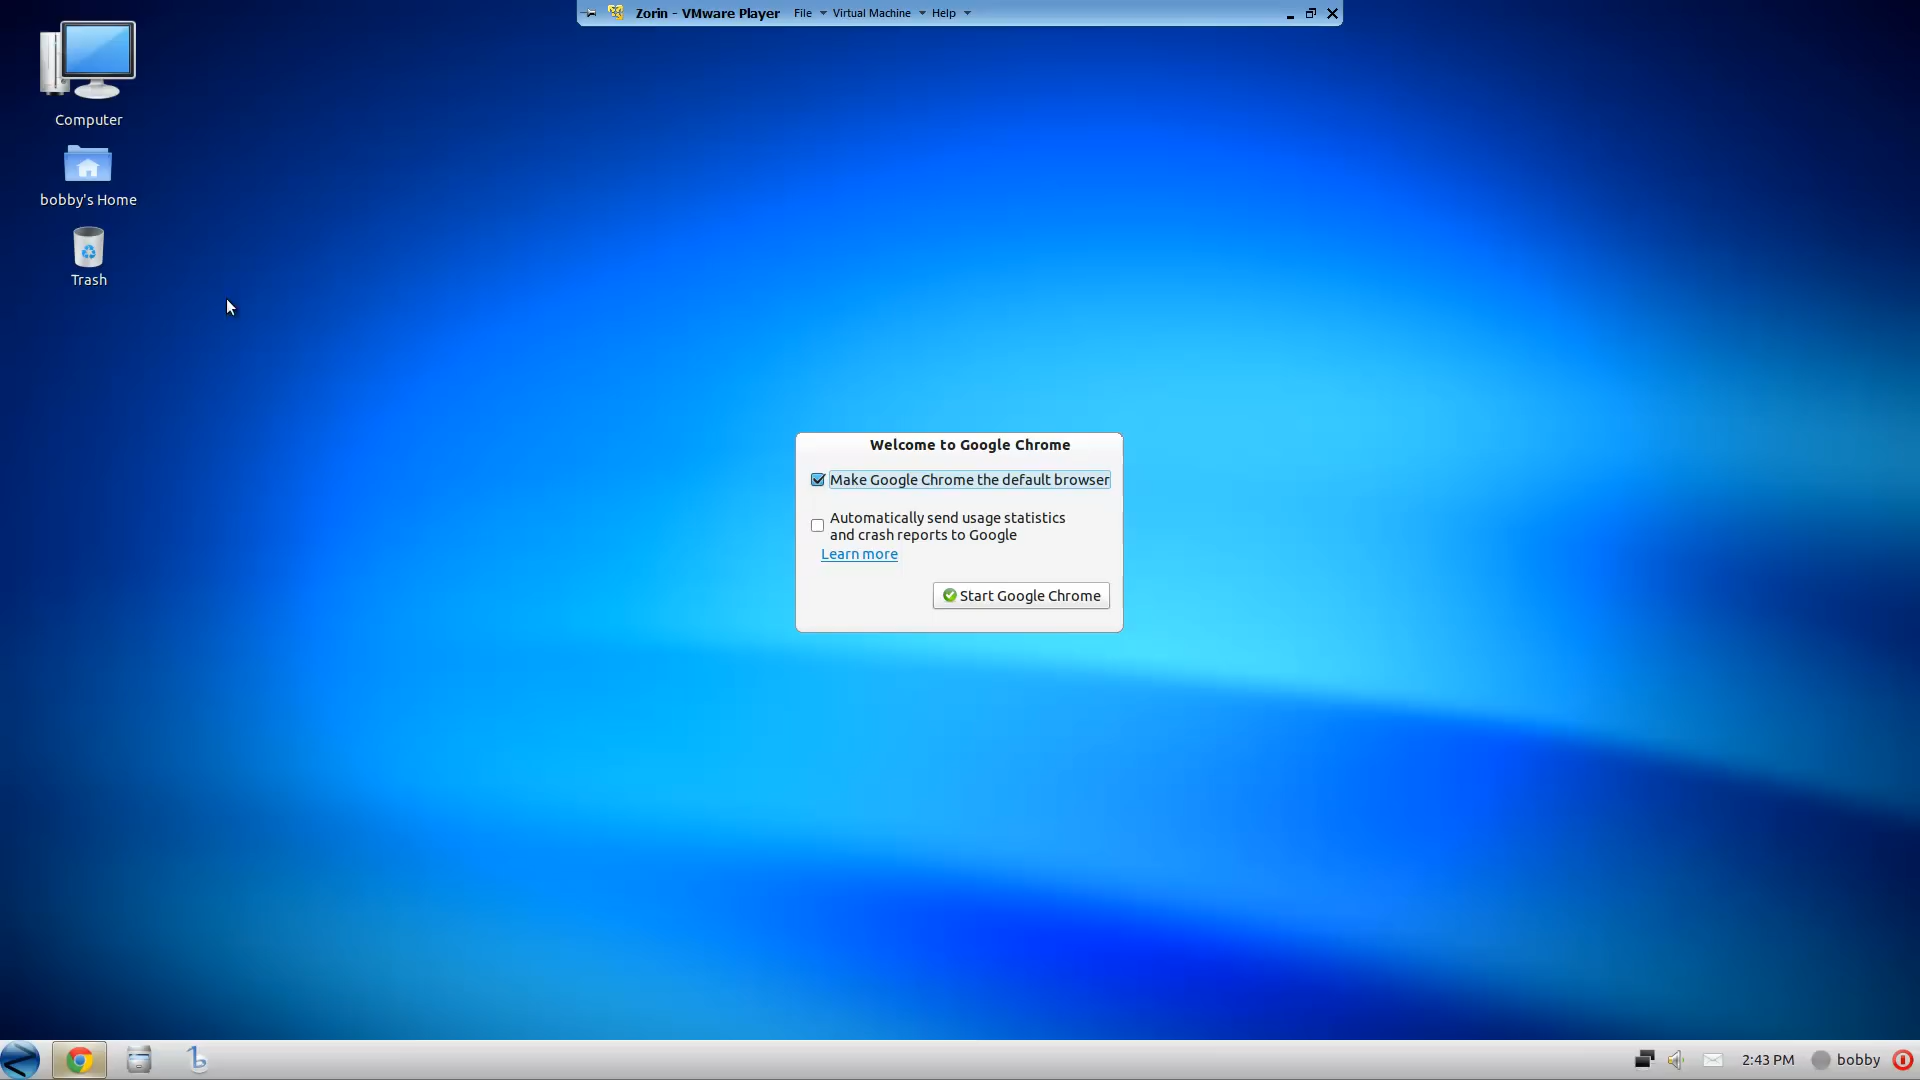 Zorin - VMware Player File Virtual Machine Help
Computer
bobby's Home
Trash
Welcome to Google Chrome
Make Google Chrome the default browser
Automatically send usage statistics
and crash reports to Google
Learn more
Start Google Chrome
2:43 PM bobby